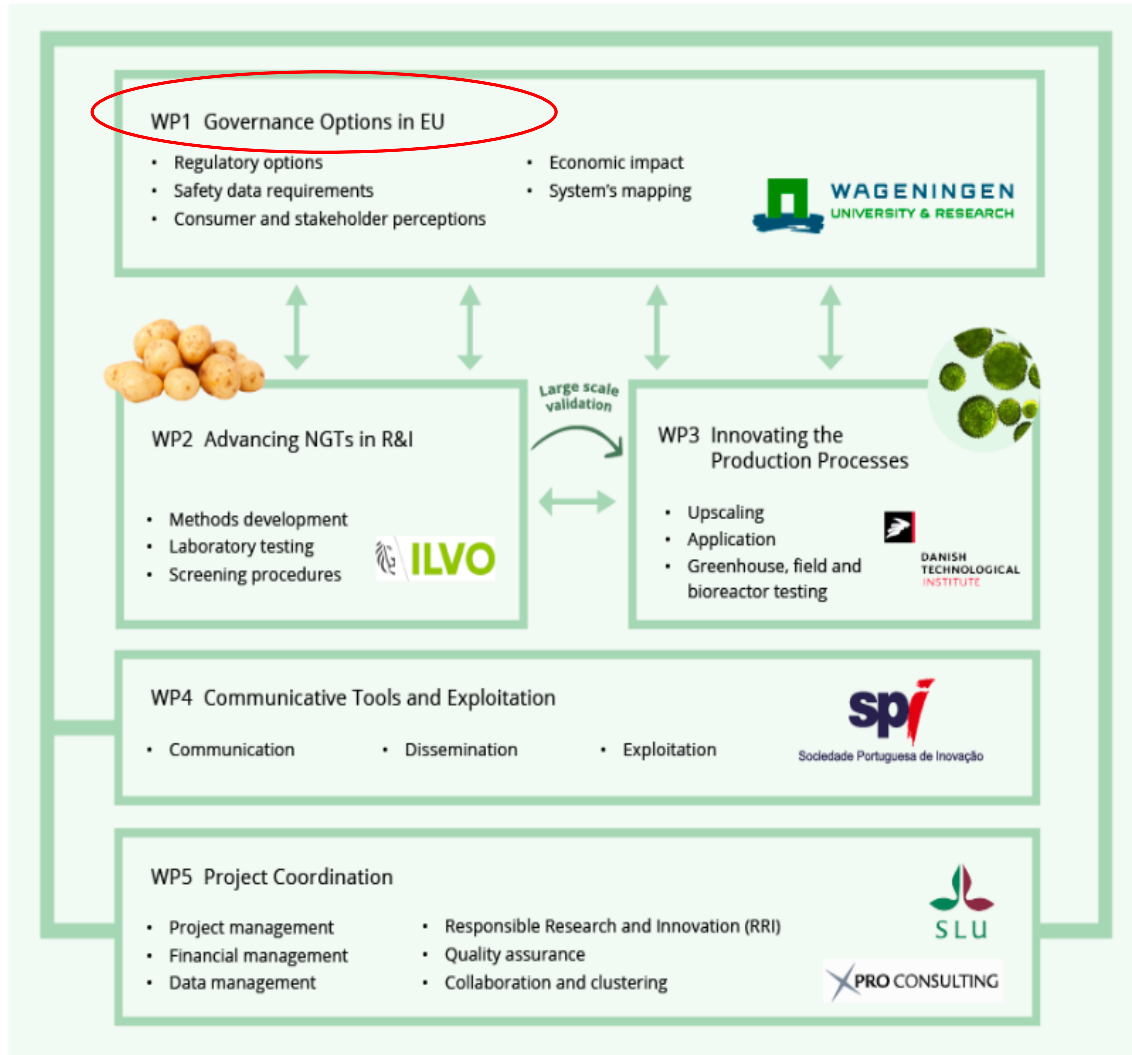 WP1 Governance Options in EU
• Regulatory options
• Safety data requirements
• Consumer and stakeholder perceptions
• Economic impact
• System's mapping
WAGENINGEN
UNIVERSITY & RESEARCH
WP2 Advancing NGTs in R&I
• Methods development
• Laboratory testing
• Screening procedures
ILVO
Large scale
validation
WP3 Innovating the
Production Processes
• Upscaling
• Application
• Greenhouse, field and
bioreactor testing
DANISH
TECHNOLOGICAL
INSTITUTE
WP4 Communicative Tools and Exploitation
• Communication
• Dissemination
• Exploitation
spi
Sociedade Portuguesa de Inovação
WP5 Project Coordination
• Project management
• Financial management
• Data management
• Responsible Research and Innovation (RRI)
• Quality assurance
• Collaboration and clustering
SLU
PRO CONSULTING